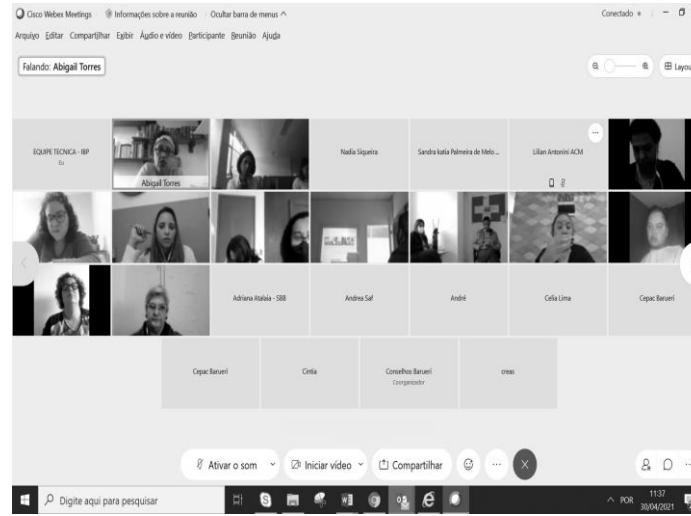 Cisco Webex Meetings Informações sobre a reunião Ocultar barra de menus Conectado
Arquivo Editar Compartilhar Exibir Áudio e vídeo Participante Reunião Ajuda
Falando: Abigail Torres
Layou
EQUIPE TECNICA - IBP
Eu
Abigail Torres
Nadia Siqueira
Sandra katia Palmeira de Melo ...
Lilian Antonini ACM
Adriana Atalaia - SBB
Andrea Saf
André
Celia Lima
Cepac Barueri
Cepac Barueri
Cintia
Conselhos Barueri
Coorganizador
creas
Ativar o som Iniciar vídeo Compartilhar
Digite aqui para pesquisar
POR
11:37
30/04/2021